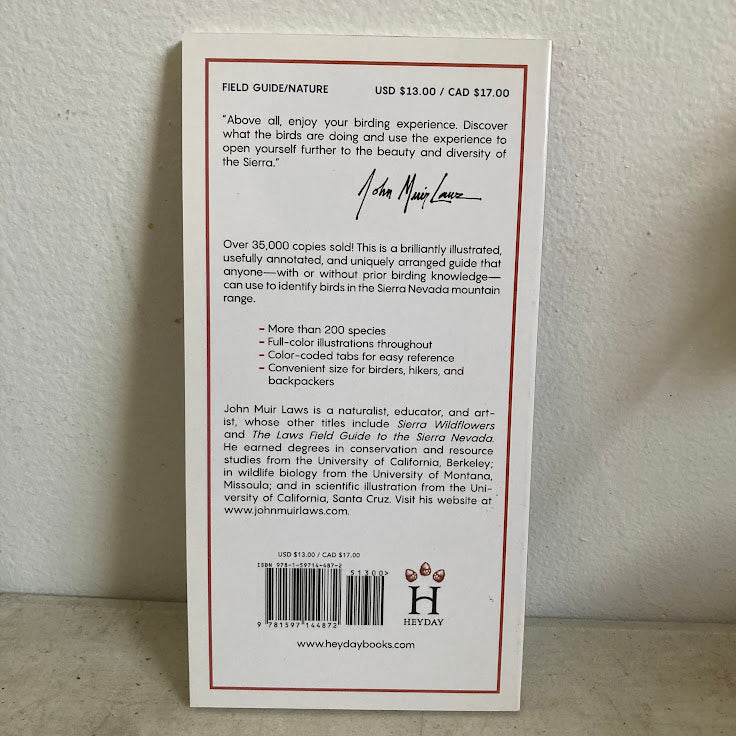 FIELD GUIDE/NATURE USD $13.00 / CAD $17.00
"Above all, enjoy your birding experience. Discover
what the birds are doing and use the experience to
open yourself further to the beauty and diversity of
the Sierra."
John Muir Laws
Over 35,000 copies sold! This is a brilliantly illustrated,
usefully annotated, and uniquely arranged guide that
anyone—with or without prior birding knowledge—
can use to identify birds in the Sierra Nevada mountain
range.
– More than 200 species
– Full-color illustrations throughout
– Color-coded tabs for easy reference
– Convenient size for birders, hikers, and
backpackers
John Muir Laws is a naturalist, educator, and art-
ist, whose other titles include Sierra Wildflowers
and The Laws Field Guide to the Sierra Nevada.
He earned degrees in conservation and resource
studies from the University of California, Berkeley;
in wildlife biology from the University of Montana,
Missoula; and in scientific illustration from the Uni-
versity of California, Santa Cruz. Visit his website at
www.johnmuirlaws.com.
USD $13.00 / CAD $17.00
ISBN 978-1-59714-487-2
51300>
9 781597 144872
H
HEYDAY
www.heydaybooks.com